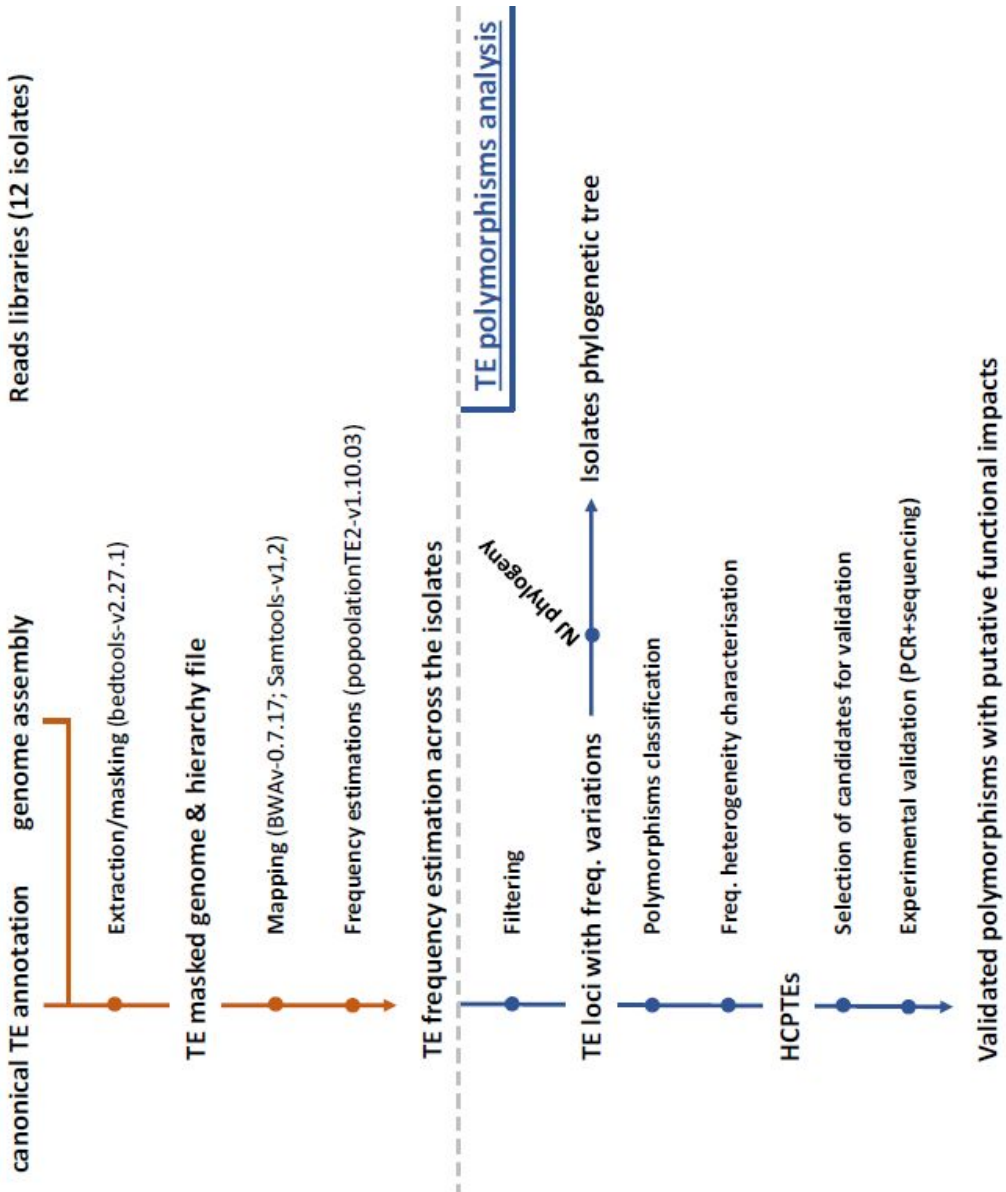 canonical TE annotation
genome assembly
Reads libraries (12 isolates)
Extraction/masking (bedtools-v2.27.1)
TE masked genome & hierarchy file
Mapping (BWAv-0.7.17; Samtools-v1,2)
Frequency estimations (popoolationTE2-v1.10.03)
TE frequency estimation across the isolates
TE polymorphisms analysis
Filtering
NJ phylogeny
TE loci with freq. variations
Isolates phylogenetic tree
Polymorphisms classification
Freq. heterogeneity characterisation
HCPTEs
Selection of candidates for validation
Experimental validation (PCR+sequencing)
Validated polymorphisms with putative functional impacts